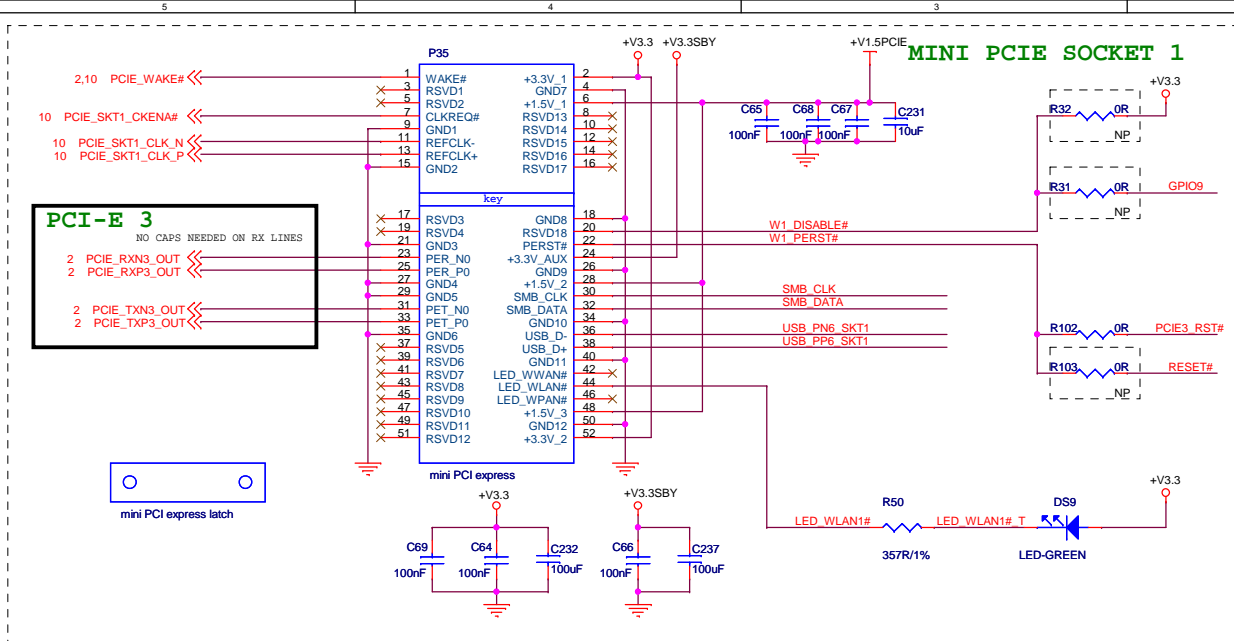 5 4 3
MINI PCIE SOCKET 1
P35
+V3.3 +V3.3SBY
+V1.5PCIE
+V3.3
2,10 PCIE_WAKE#
10 PCIE_SKT1_CKENA#
10 PCIE_SKT1_CLK_N
10 PCIE_SKT1_CLK_P
1 WAKE# +3.3V_1 2
3 RSVD1 GND7 4
5 RSVD2 +1.5V_1 6
7 CLKREQ# RSVD13 8
9 GND1 RSVD14 10
11 REFCLK- RSVD15 12
13 REFCLK+ RSVD16 14
15 GND2 RSVD17 16
key
17 RSVD3 GND8 18
19 RSVD4 RSVD18 20
21 GND3 PERST# 22
23 PER_N0 +3.3V_AUX 24
25 PER_P0 GND9 26
27 GND4 +1.5V_2 28
29 GND5 SMB_CLK 30
31 PET_N0 SMB_DATA 32
33 PET_P0 GND10 34
35 GND6 USB_D- 36
37 RSVD5 USB_D+ 38
39 RSVD6 GND11 40
41 RSVD7 LED_WWAN# 42
43 RSVD8 LED_WLAN# 44
45 RSVD9 LED_WPAN# 46
47 RSVD10 +1.5V_3 48
49 RSVD11 GND12 50
51 RSVD12 +3.3V_2 52
mini PCI express
C65 C68 C67 C231
100nF 100nF 100nF 10uF
R32 0R
NP
R31 0R GPIO9
NP
PCI-E 3
NO CAPS NEEDED ON RX LINES
2 PCIE_RXN3_OUT
2 PCIE_RXP3_OUT
2 PCIE_TXN3_OUT
2 PCIE_TXP3_OUT
W1_DISABLE#
W1_PERST#
SMB_CLK
SMB_DATA
USB_PN6_SKT1
USB_PP6_SKT1
R102 0R PCIE3_RST#
R103 0R RESET#
NP
mini PCI express latch
+V3.3
C69 C64 C232
100nF 100nF 100uF
+V3.3SBY
C66 C237
100nF 100uF
+V3.3
R50 DS9
LED_WLAN1# LED_WLAN1#_T
357R/1% LED-GREEN